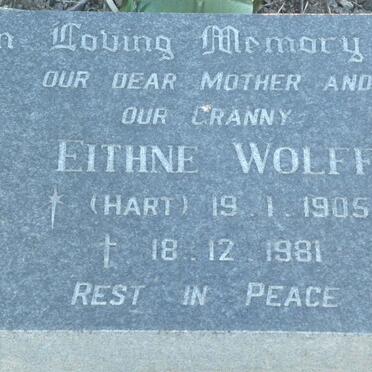 n Loving Memory
OUR DEAR MOTHER AND
OUR GRANNY
EITHNE WOLFF
* (HART) 19.1.1905
† 18.12.1981
REST IN PEACE